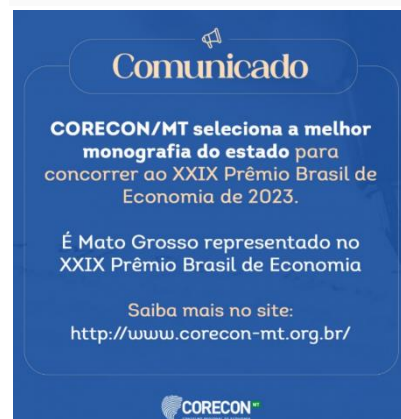 Comunicado
CORECON/MT seleciona a melhor
monografia do estado para
concorrer ao XXIX Prêmio Brasil de
Economia de 2023.
É Mato Grosso representado no
XXIX Prêmio Brasil de Economia
Saiba mais no site:
http://www.corecon-mt.org.br/
CORECON MT